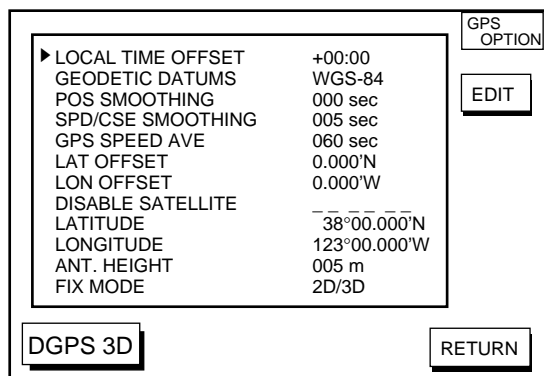 GPS
OPTION
LOCAL TIME OFFSET +00:00
GEODETIC DATUMS WGS-84
EDIT
POS SMOOTHING 000 sec
SPD/CSE SMOOTHING 005 sec
GPS SPEED AVE 060 sec
LAT OFFSET 0.000'N
LON OFFSET 0.000'W
DISABLE SATELLITE _ _ _ _ _ _
LATITUDE 38°00.000'N
LONGITUDE 123°00.000'W
ANT. HEIGHT 005 m
FIX MODE 2D/3D
DGPS 3D RETURN